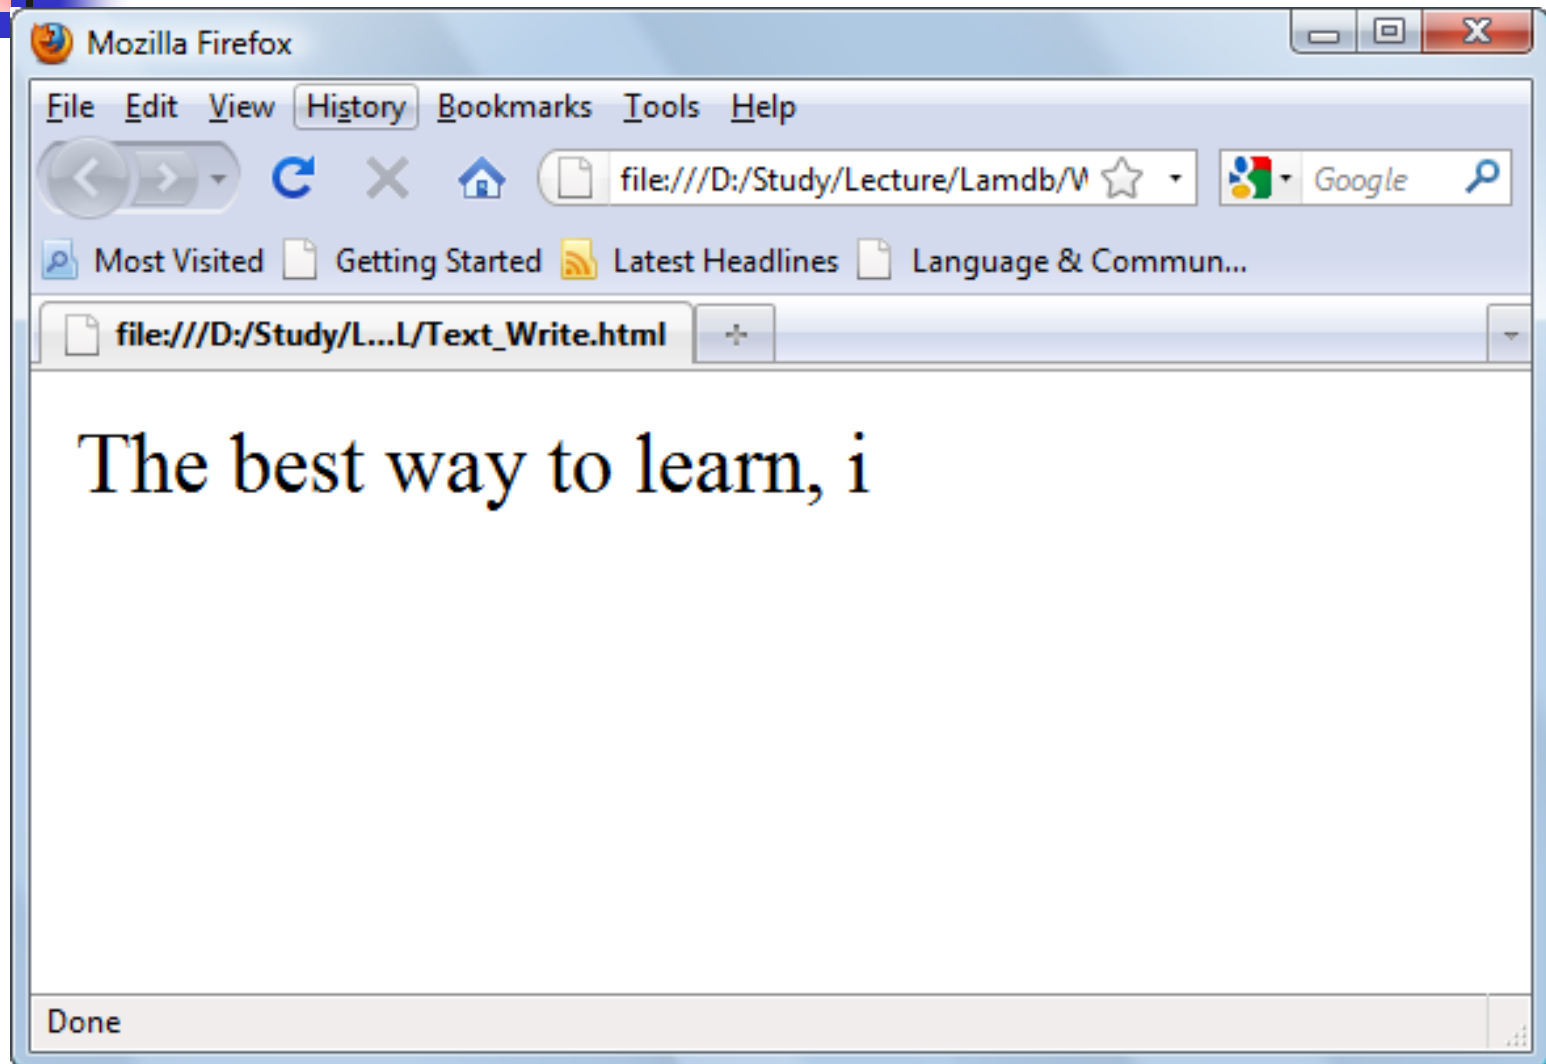 Mozilla Firefox
File Edit View History Bookmarks Tools Help
file:///D:/Study/Lecture/Lamdb/W Google
Most Visited Getting Started Latest Headlines Language & Commun...
file:///D:/Study/L...L/Text_Write.html
The best way to learn, i
Done